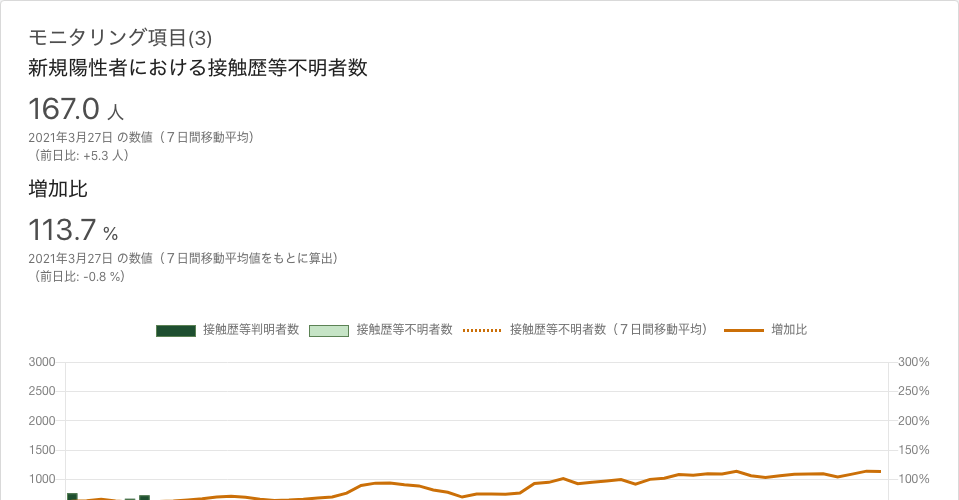 モニタリング項目(3)
新規陽性者における接触歴等不明者数
167.0 人
2021年3月27日 の数値（７日間移動平均）
（前日比: +5.3 人）
増加比
113.7 %
2021年3月27日 の数値（７日間移動平均値をもとに算出）
（前日比: -0.8 %）
接触歴等判明者数 接触歴等不明者数 接触歴等不明者数（７日間移動平均） 増加比
3000 300%
2500 250%
2000 200%
1500 150%
1000 100%